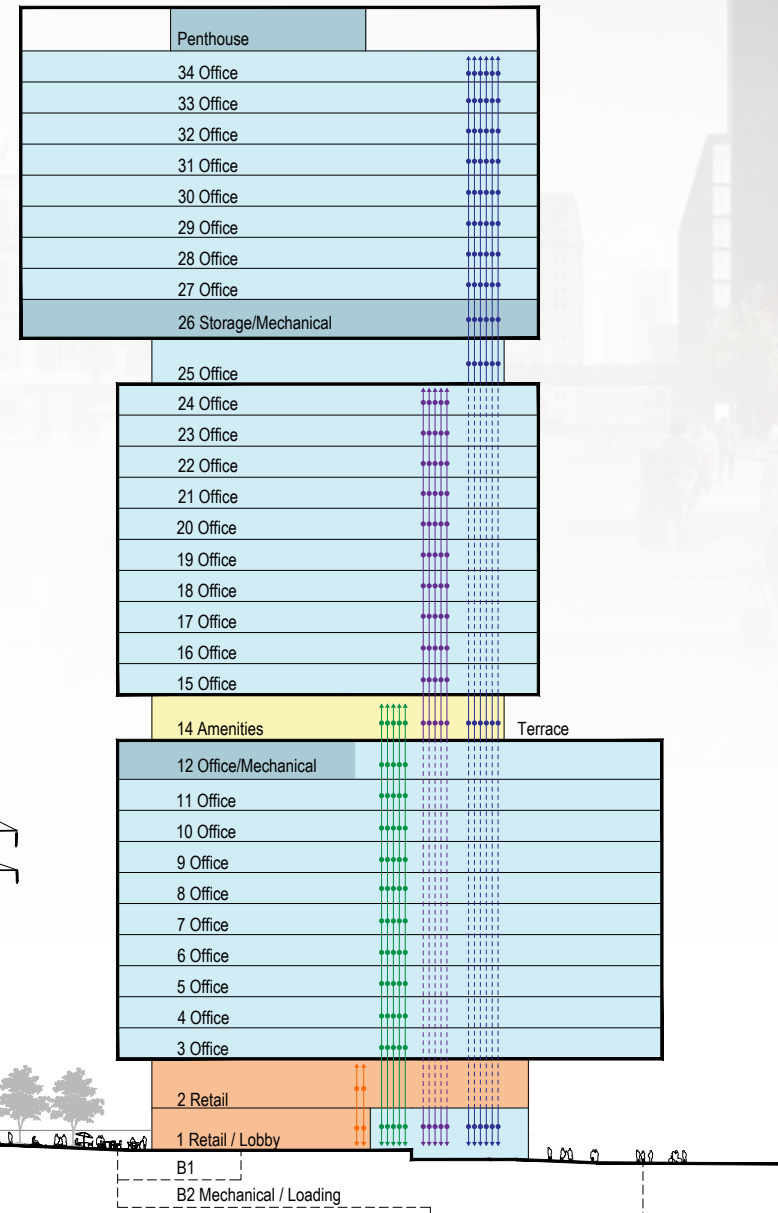 Penthouse
34 Office
33 Office
32 Office
31 Office
30 Office
29 Office
28 Office
27 Office
26 Storage/Mechanical
25 Office
24 Office
23 Office
22 Office
21 Office
20 Office
19 Office
18 Office
17 Office
16 Office
15 Office
14 Amenities
Terrace
12 Office/Mechanical
11 Office
10 Office
9 Office
8 Office
7 Office
6 Office
5 Office
4 Office
3 Office
2 Retail
1 Retail / Lobby
B1
B2 Mechanical / Loading